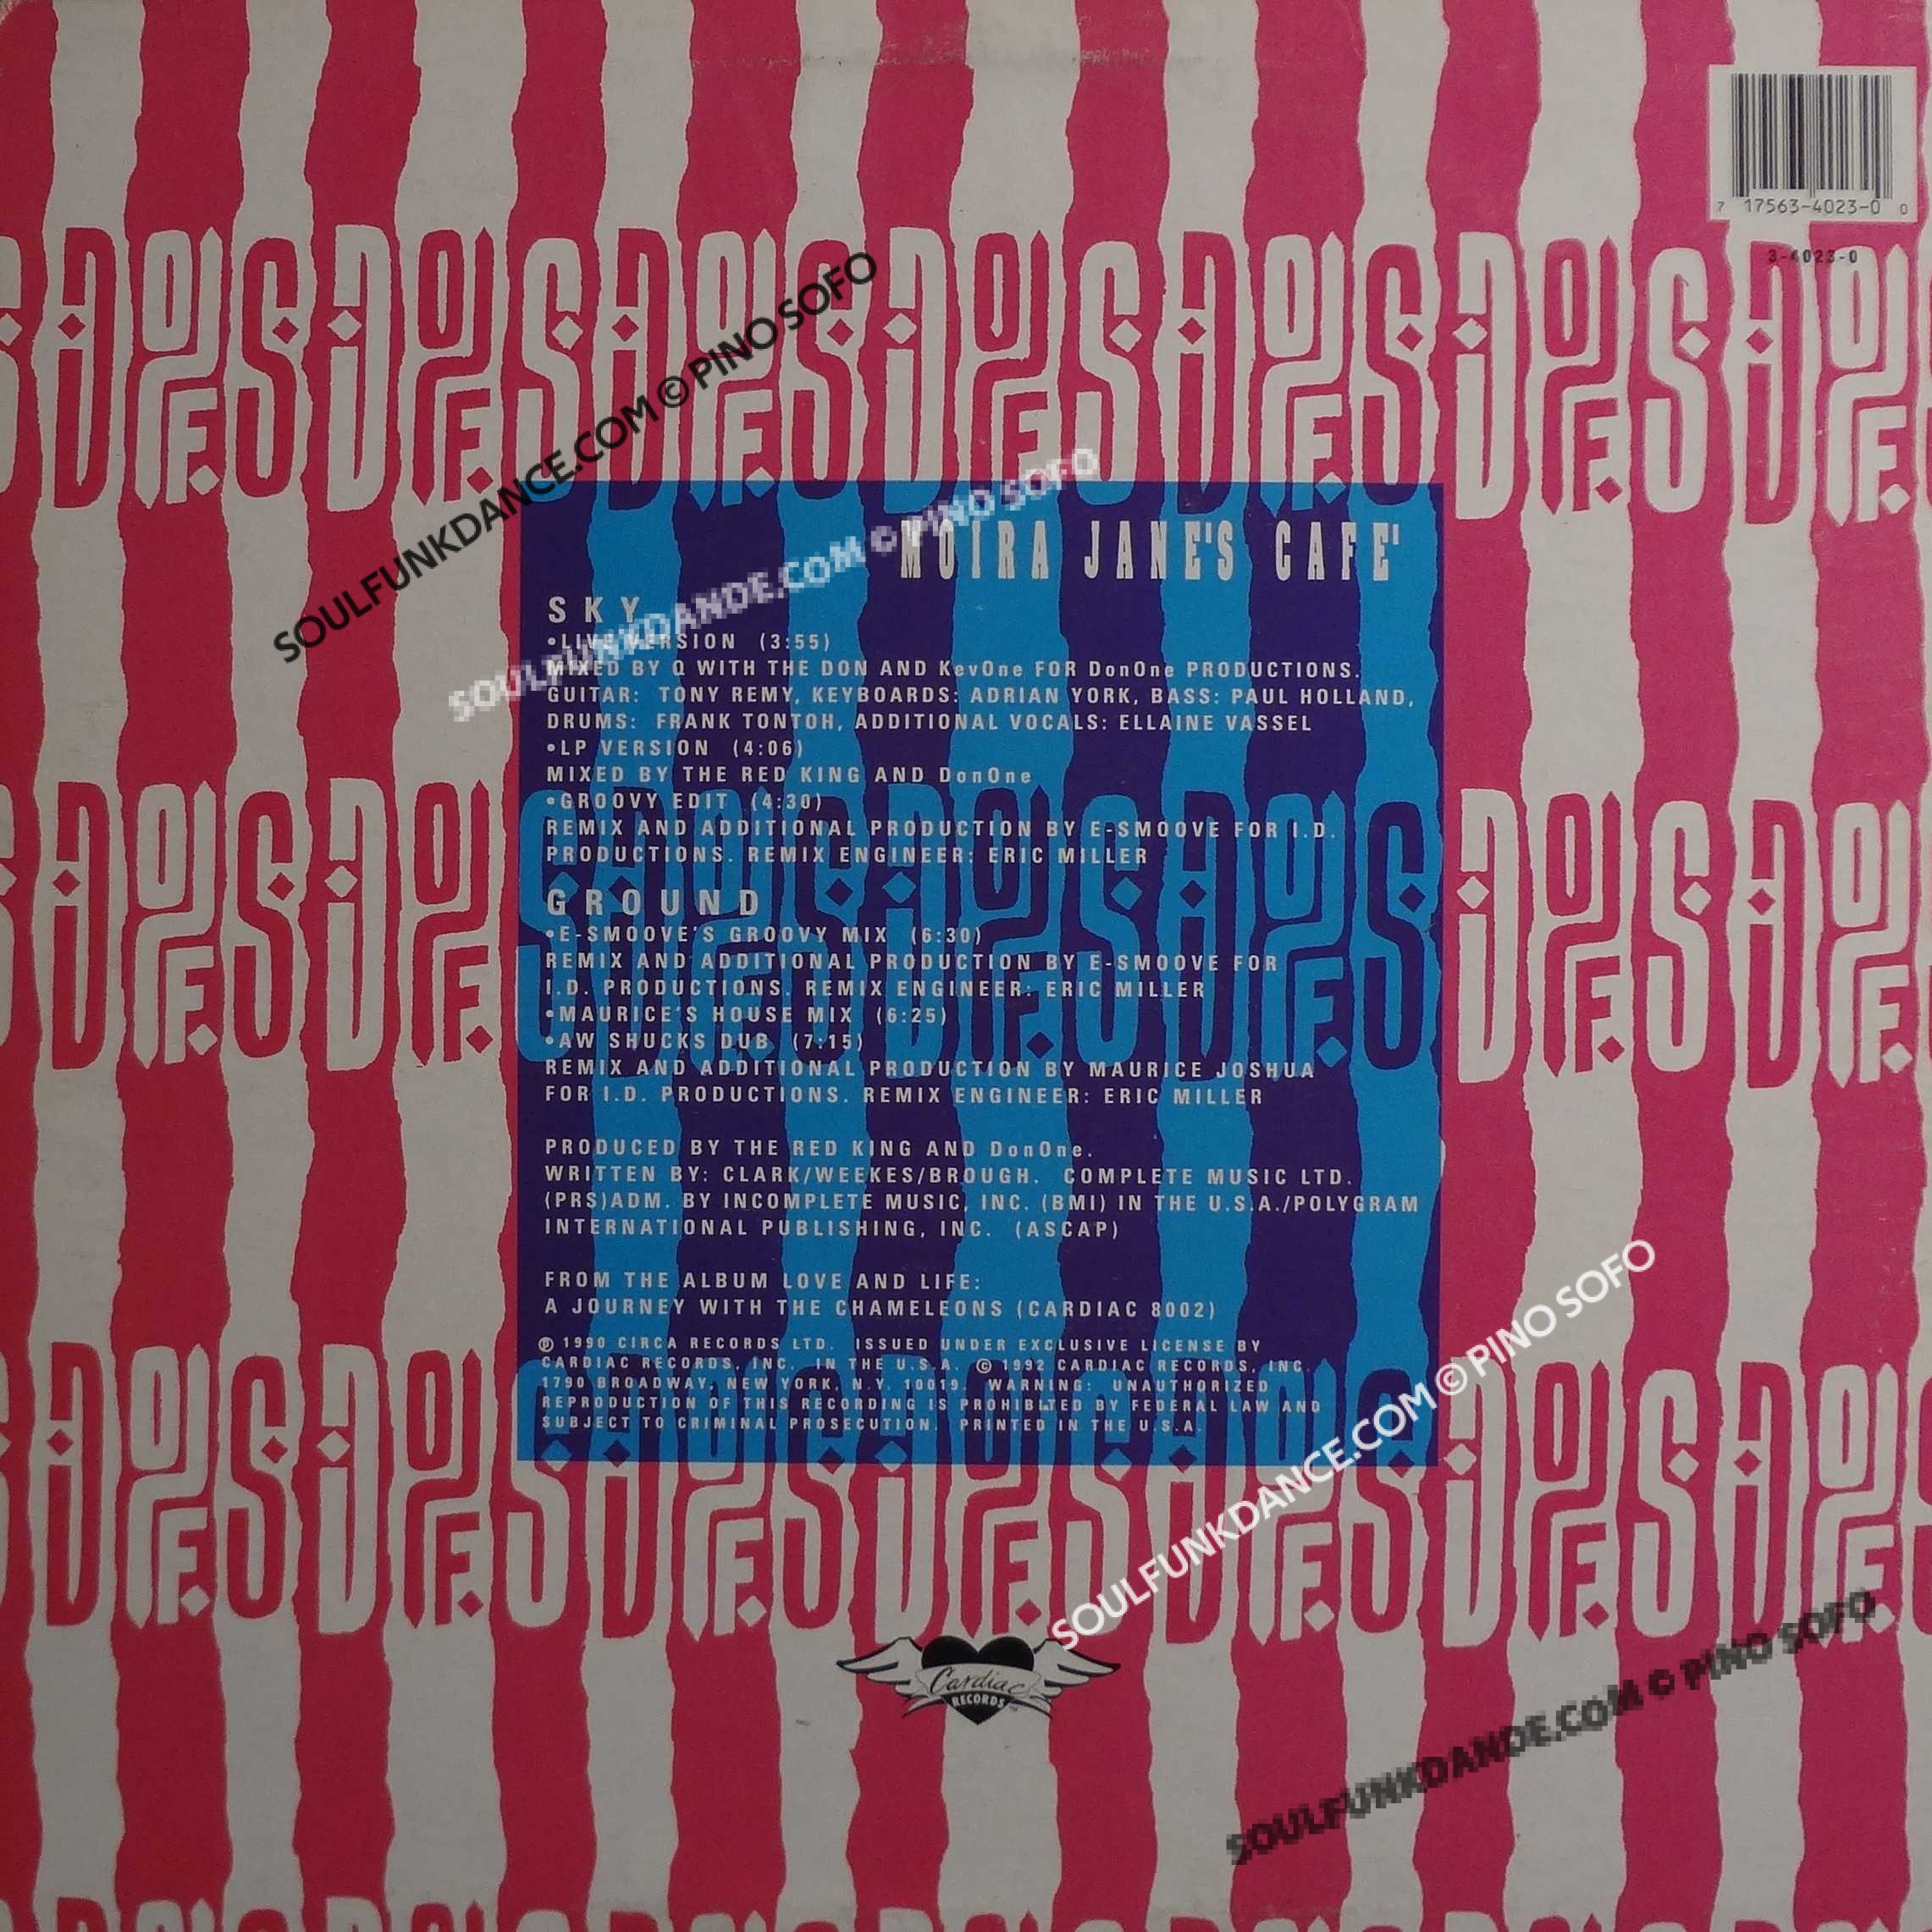 7 17563-4023-0 0
3-4023-0
SOULFUNKDANCE.COM © PINO SOFO
SOULFUNKDANDE.COM © PINO SOFO
MOIRA JANE'S CAFE'
SKY
•LIVE VERSION (3:55)
MIXED BY Q WITH THE DON AND KevOne FOR DonOne PRODUCTIONS.
GUITAR: TONY REMY, KEYBOARDS: ADRIAN YORK, BASS: PAUL HOLLAND,
DRUMS: FRANK TONTOH, ADDITIONAL VOCALS: ELLAINE VASSEL
•LP VERSION (4:06)
MIXED BY THE RED KING AND DonOne
•GROOVY EDIT (4:30)
REMIX AND ADDITIONAL PRODUCTION BY E-SMOOVE FOR I.D.
PRODUCTIONS. REMIX ENGINEER: ERIC MILLER
GROUND
•E-SMOOVE'S GROOVY MIX (6:30)
REMIX AND ADDITIONAL PRODUCTION BY E-SMOOVE FOR
I.D. PRODUCTIONS. REMIX ENGINEER: ERIC MILLER
•MAURICE'S HOUSE MIX (6:25)
•AW SHUCKS DUB (7:15)
REMIX AND ADDITIONAL PRODUCTION BY MAURICE JOSHUA
FOR I.D. PRODUCTIONS. REMIX ENGINEER: ERIC MILLER
PRODUCED BY THE RED KING AND DonOne.
WRITTEN BY: CLARK/WEEKES/BROUGH. COMPLETE MUSIC LTD.
(PRS)ADM. BY INCOMPLETE MUSIC, INC. (BMI) IN THE U.S.A./POLYGRAM
INTERNATIONAL PUBLISHING, INC. (ASCAP)
FROM THE ALBUM LOVE AND LIFE:
A JOURNEY WITH THE CHAMELEONS (CARDIAC 8002)
℗ 1990 CIRCA RECORDS LTD. ISSUED UNDER EXCLUSIVE LICENSE BY
CARDIAC RECORDS, INC. IN THE U.S.A. © 1992 CARDIAC RECORDS, INC.
1790 BROADWAY, NEW YORK, N.Y. 10019. WARNING: UNAUTHORIZED
REPRODUCTION OF THIS RECORDING IS PROHIBITED BY FEDERAL LAW AND
SUBJECT TO CRIMINAL PROSECUTION. PRINTED IN THE U.S.A.
SOULFUNKDANCE.COM © PINO SOFO
Cardiac
RECORDS™
SOULFUNKDANDE.COM © PINO SOFO